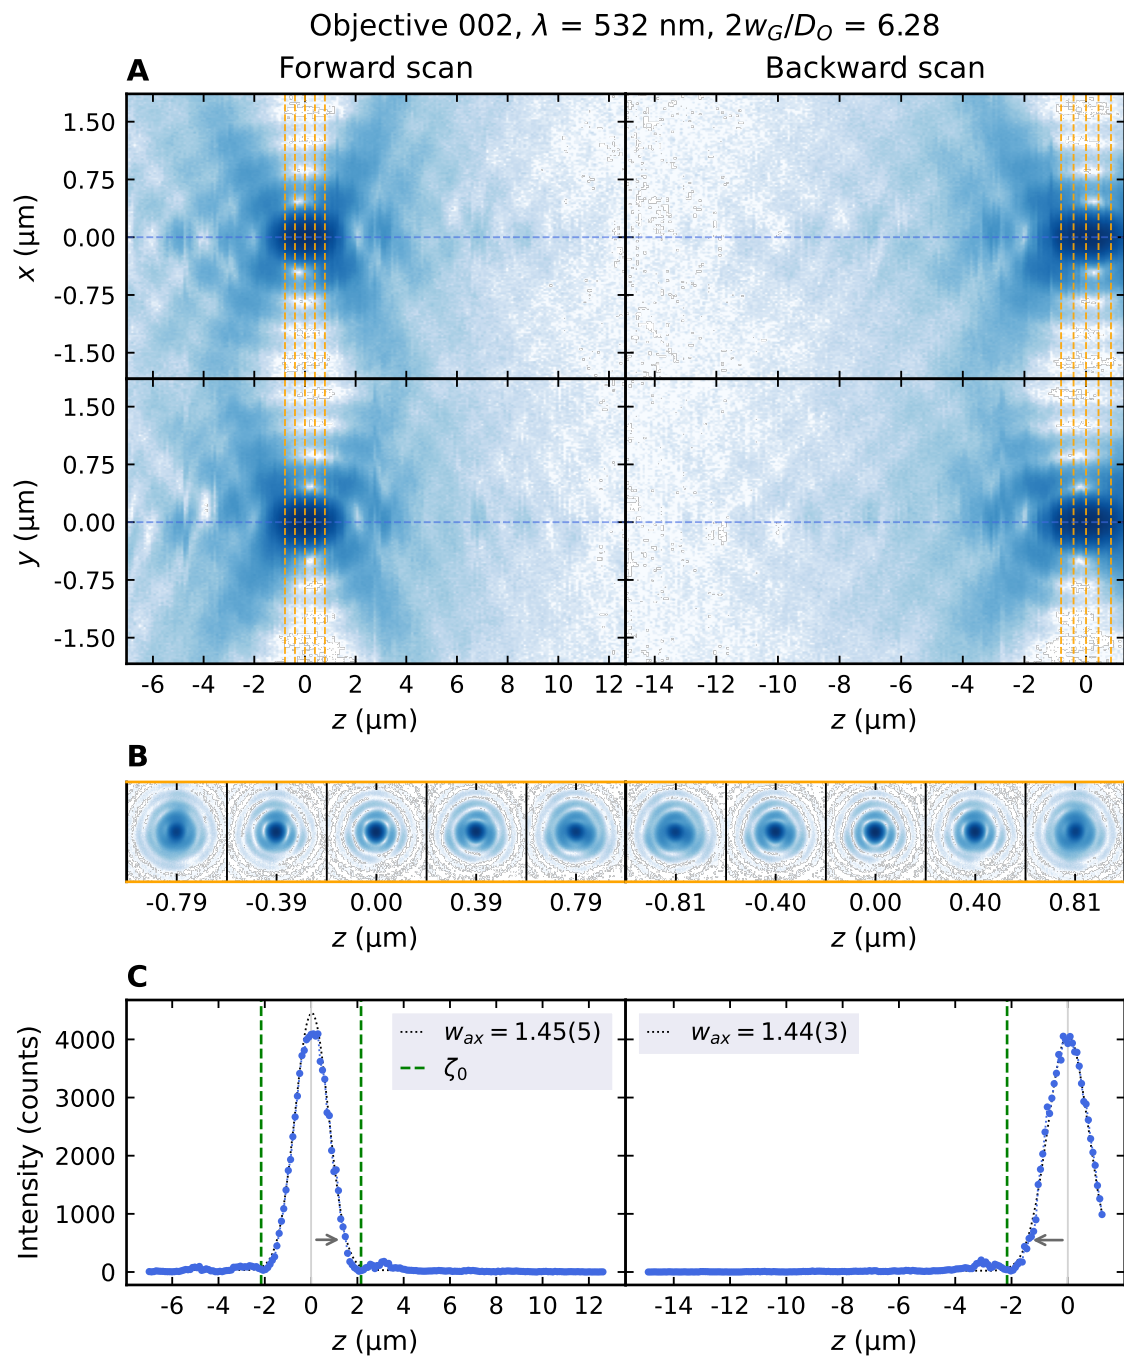 Objective 002, λ = 532 nm, 2w_G/D_O = 6.28
A Forward scan Backward scan
x (μm)
1.50
0.75
0.00
-0.75
-1.50
y (μm)
1.50
0.75
0.00
-0.75
-1.50
-6 -4 -2 0 2 4 6 8 10 12 -14 -12 -10 -8 -6 -4 -2 0
z (μm) z (μm)
B
-0.79 -0.39 0.00 0.39 0.79 -0.81 -0.40 0.00 0.40 0.81
z (μm) z (μm)
C
Intensity (counts)
4000
3000
2000
1000
0
w_ax = 1.45(5)
ζ₀
w_ax = 1.44(3)
-6 -4 -2 0 2 4 6 8 10 12 -14 -12 -10 -8 -6 -4 -2 0
z (μm) z (μm)